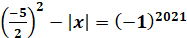 (-5/2)² - |x| = (-1)²⁰²¹